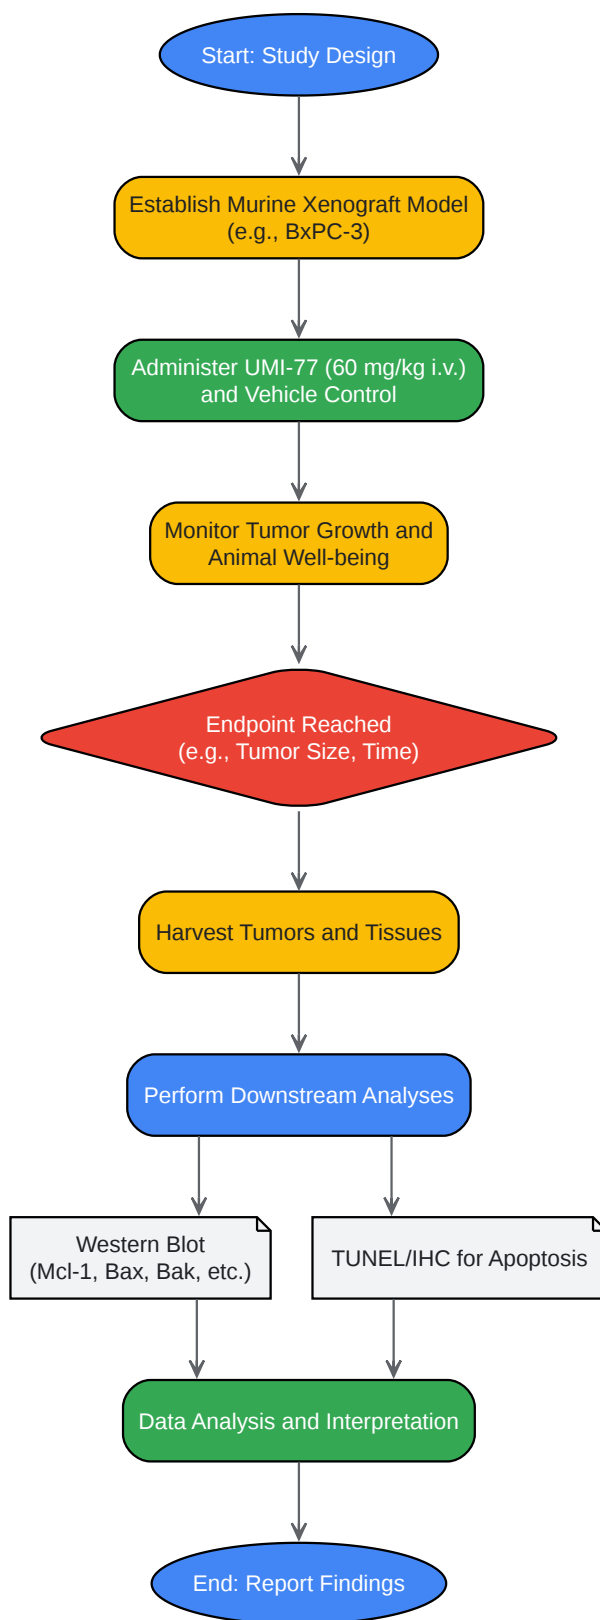 Start: Study Design
Establish Murine Xenograft Model
(e.g., BxPC-3)
Administer UMI-77 (60 mg/kg i.v.)
and Vehicle Control
Monitor Tumor Growth and
Animal Well-being
Endpoint Reached
(e.g., Tumor Size, Time)
Harvest Tumors and Tissues
Perform Downstream Analyses
Western Blot
(Mcl-1, Bax, Bak, etc.)
TUNEL/IHC for Apoptosis
Data Analysis and Interpretation
End: Report Findings